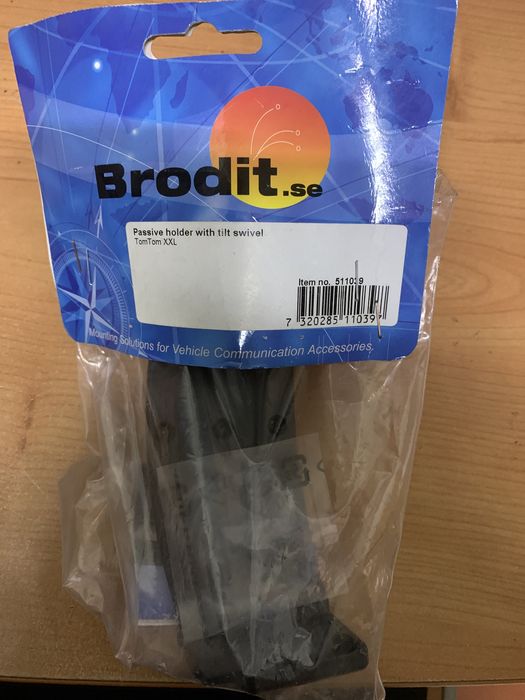 Brodit.se
Passive holder with tilt swivel
TomTom XXL
Item no. 511039
7 320285 110397
Mounting Solutions for Vehicle Communication Accessories.